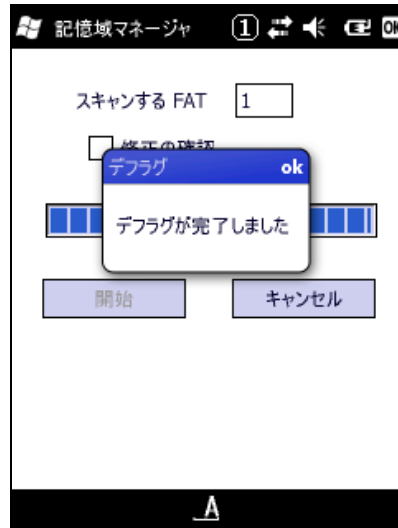 記憶域マネージャ 1 OK
スキャンする FAT 1
修正の確認
デフラグ ok
デフラグが完了しました
開始 キャンセル
A